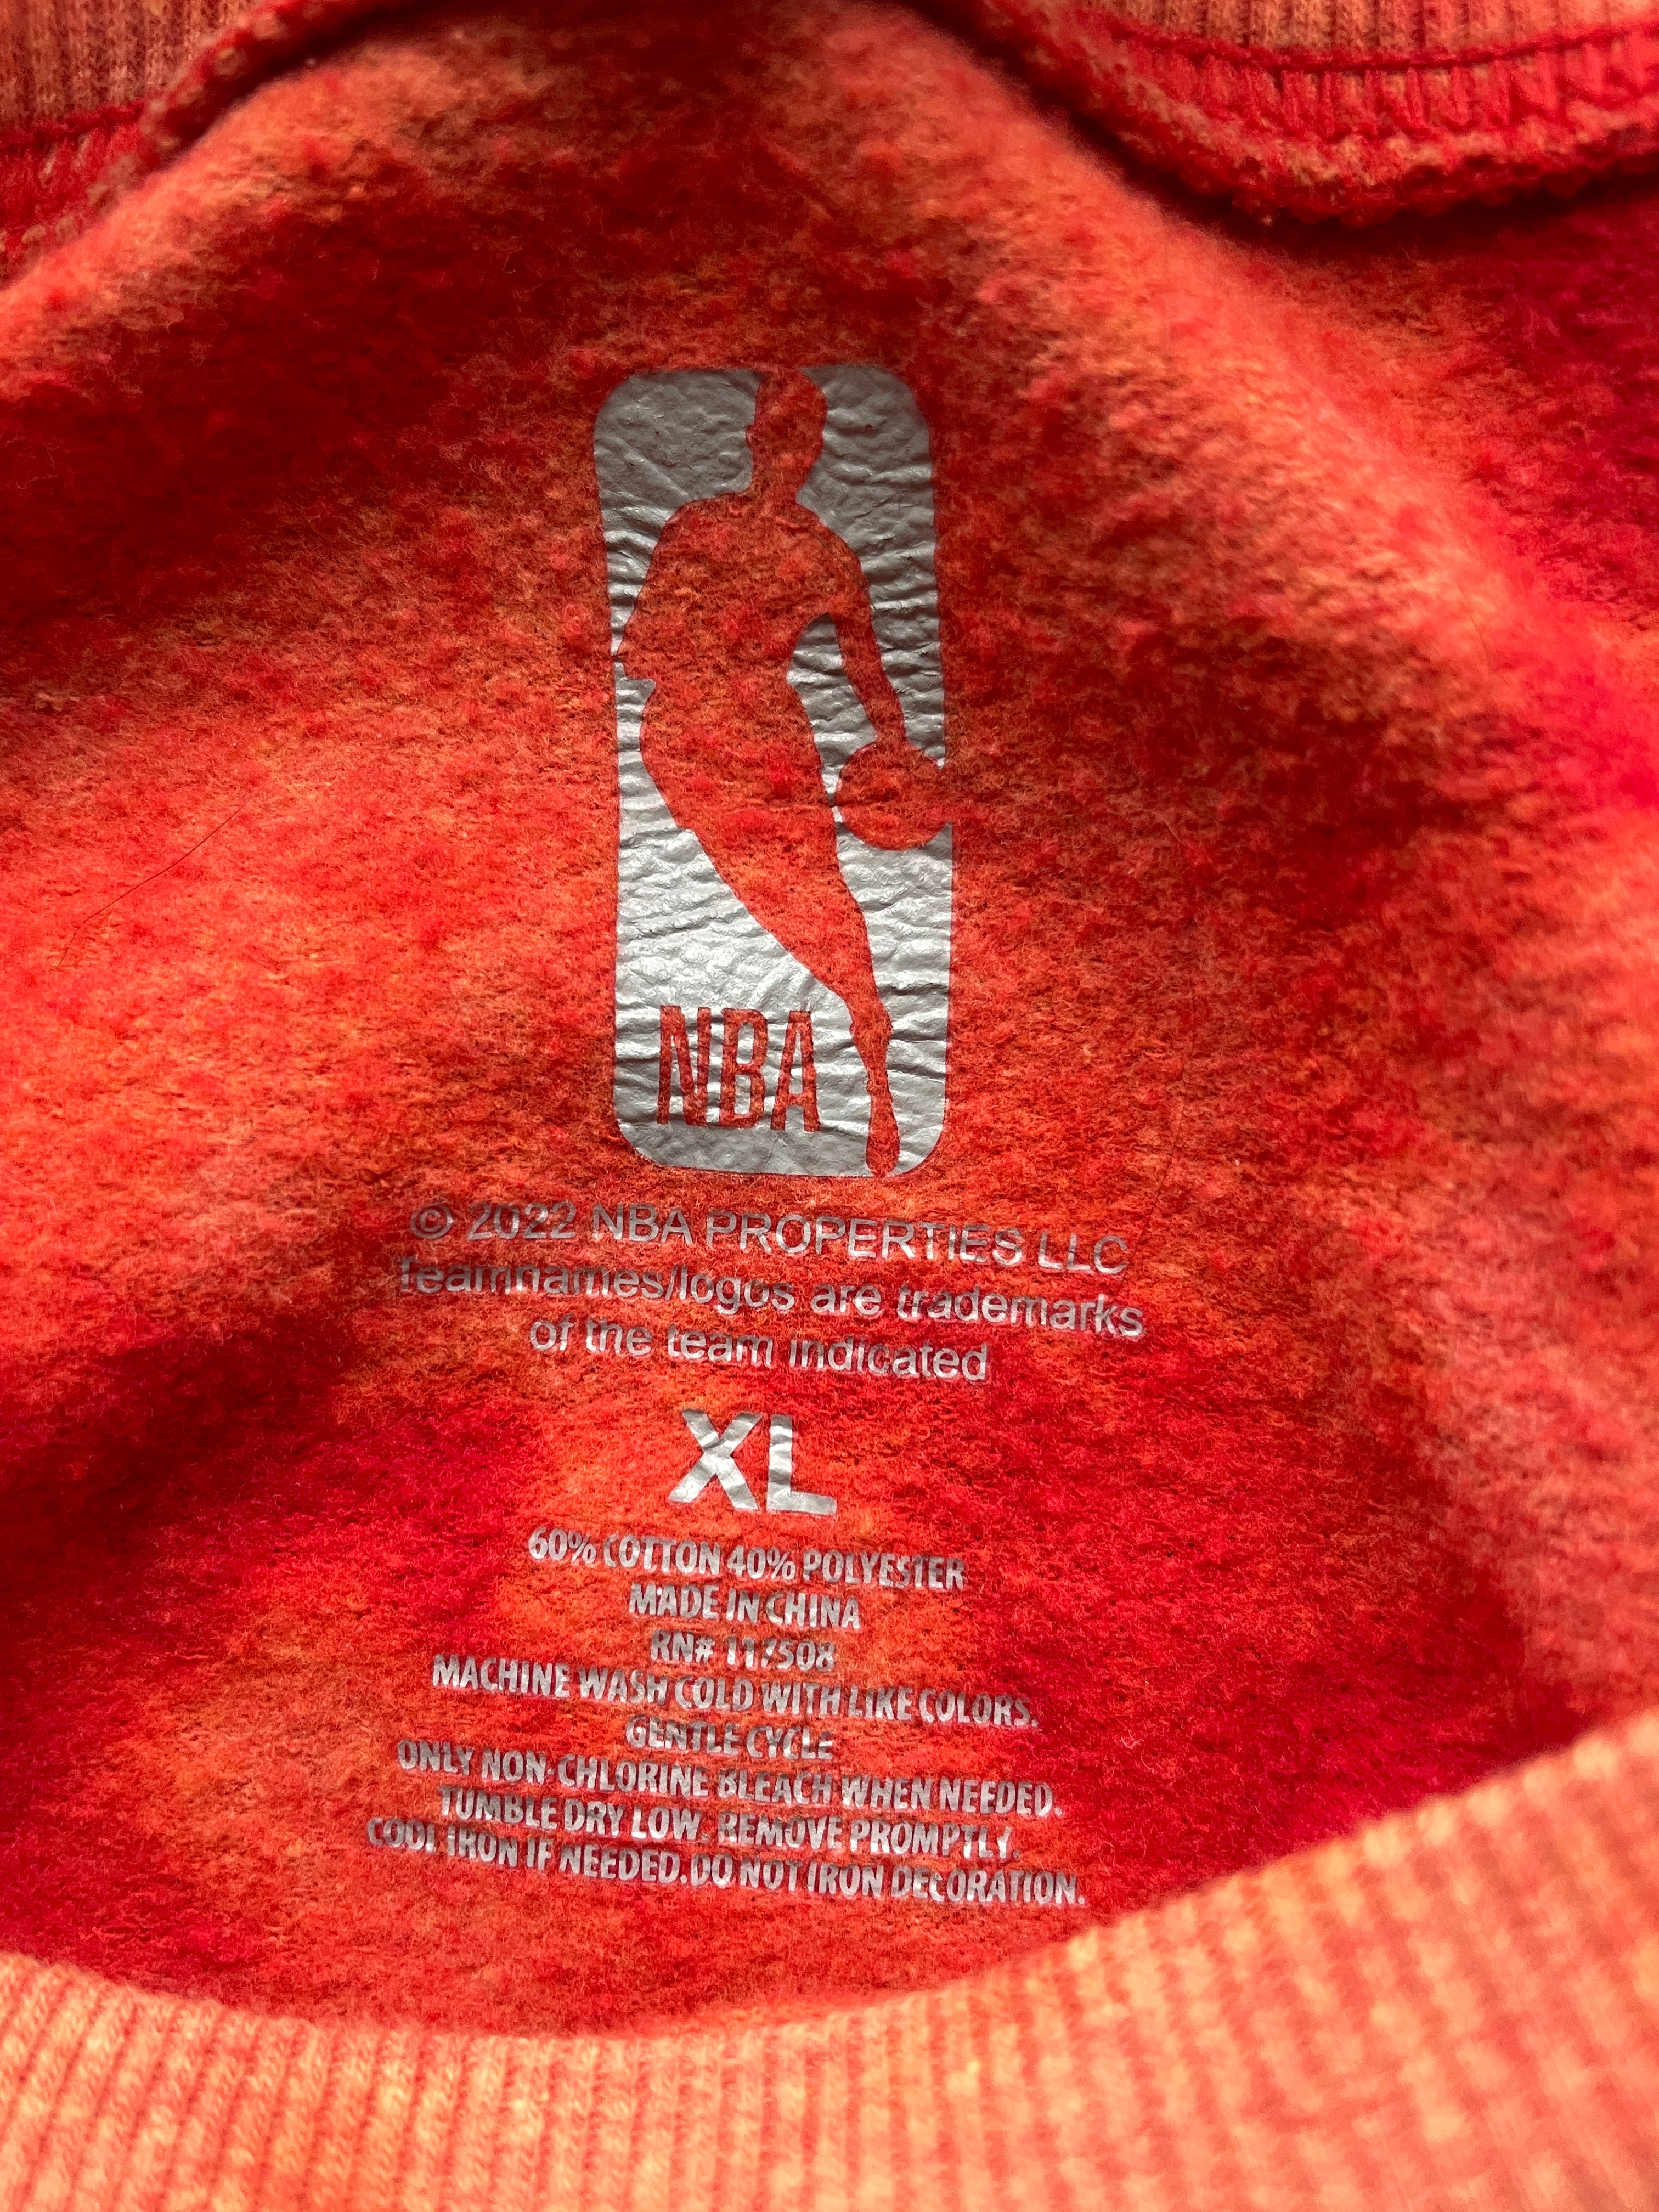 NBA
© 2022 NBA PROPERTIES LLC
Teamnames/logos are trademarks
of the team indicated
XL
60% COTTON 40% POLYESTER
MADE IN CHINA
RN# 117508
MACHINE WASH COLD WITH LIKE COLORS.
GENTLE CYCLE
ONLY NON-CHLORINE BLEACH WHEN NEEDED.
TUMBLE DRY LOW. REMOVE PROMPTLY.
COOL IRON IF NEEDED.DO NOT IRON DECORATION.